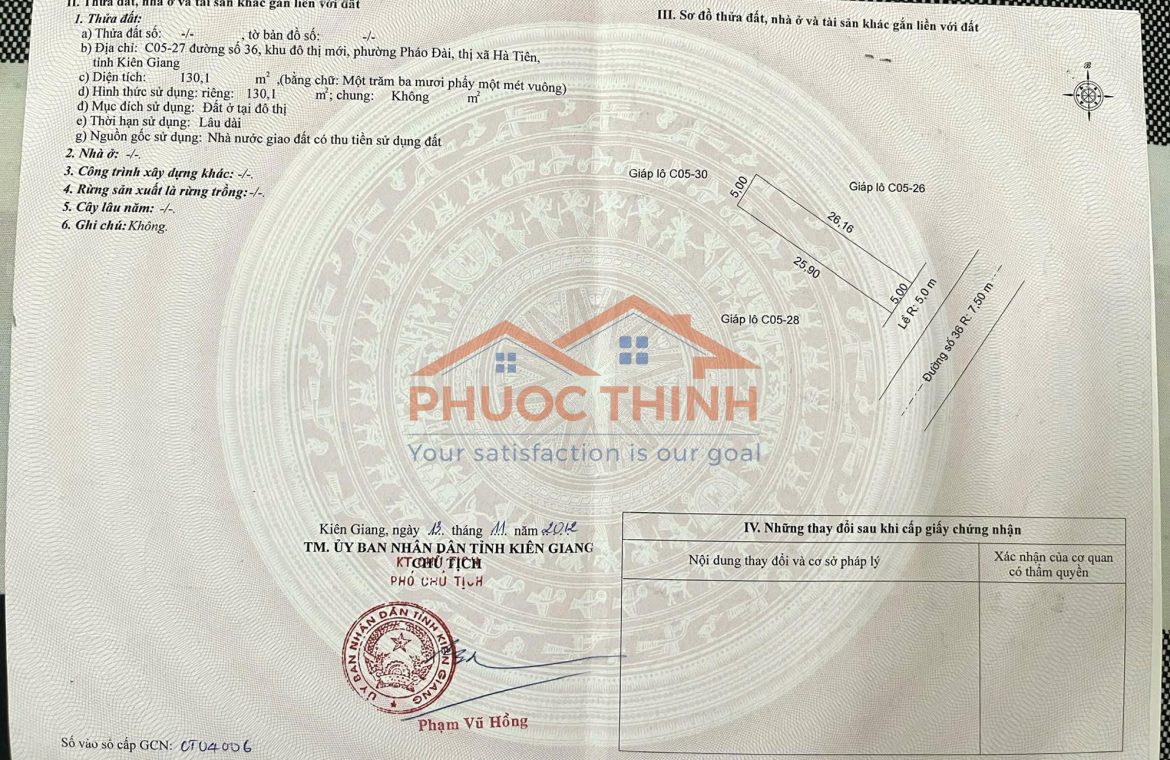 II. Thửa đất, nhà ở và tài sản khác gắn liền với đất
1. Thửa đất:
a) Thửa đất số: -/- , tờ bản đồ số: -/-
b) Địa chỉ: C05-27 đường số 36, khu đô thị mới, phường Pháo Đài, thị xã Hà Tiên,
tỉnh Kiên Giang
c) Diện tích: 130,1 m² ,(bằng chữ: Một trăm ba mươi phẩy một mét vuông)
d) Hình thức sử dụng: riêng: 130,1 m²; chung: Không m²
đ) Mục đích sử dụng: Đất ở tại đô thị
e) Thời hạn sử dụng: Lâu dài
g) Nguồn gốc sử dụng: Nhà nước giao đất có thu tiền sử dụng đất
2. Nhà ở: -/-.
3. Công trình xây dựng khác: -/-.
4. Rừng sản xuất là rừng trồng: -/-.
5. Cây lâu năm: -/-.
6. Ghi chú: Không.
III. Sơ đồ thửa đất, nhà ở và tài sản khác gắn liền với đất
B
Giáp lô C05-30
5,00
Giáp lô C05-26
26,16
25,90
5,00
Lề R: 5,0 m
Đường số 36 R: 7,50 m
Giáp lô C05-28
PHUOC THINH
Your satisfaction is our goal
Kiên Giang, ngày 13 tháng 11 năm 2012
TM. ỦY BAN NHÂN DÂN TỈNH KIÊN GIANG
KT. CHỦ TỊCH
CHỦ TỊCH
PHÓ CHỦ TỊCH
ỦY BAN NHÂN DÂN TỈNH KIÊN GIANG
Phạm Vũ Hồng
Số vào sổ cấp GCN: CT04006
IV. Những thay đổi sau khi cấp giấy chứng nhận
Nội dung thay đổi và cơ sở pháp lý
Xác nhận của cơ quan
có thẩm quyền